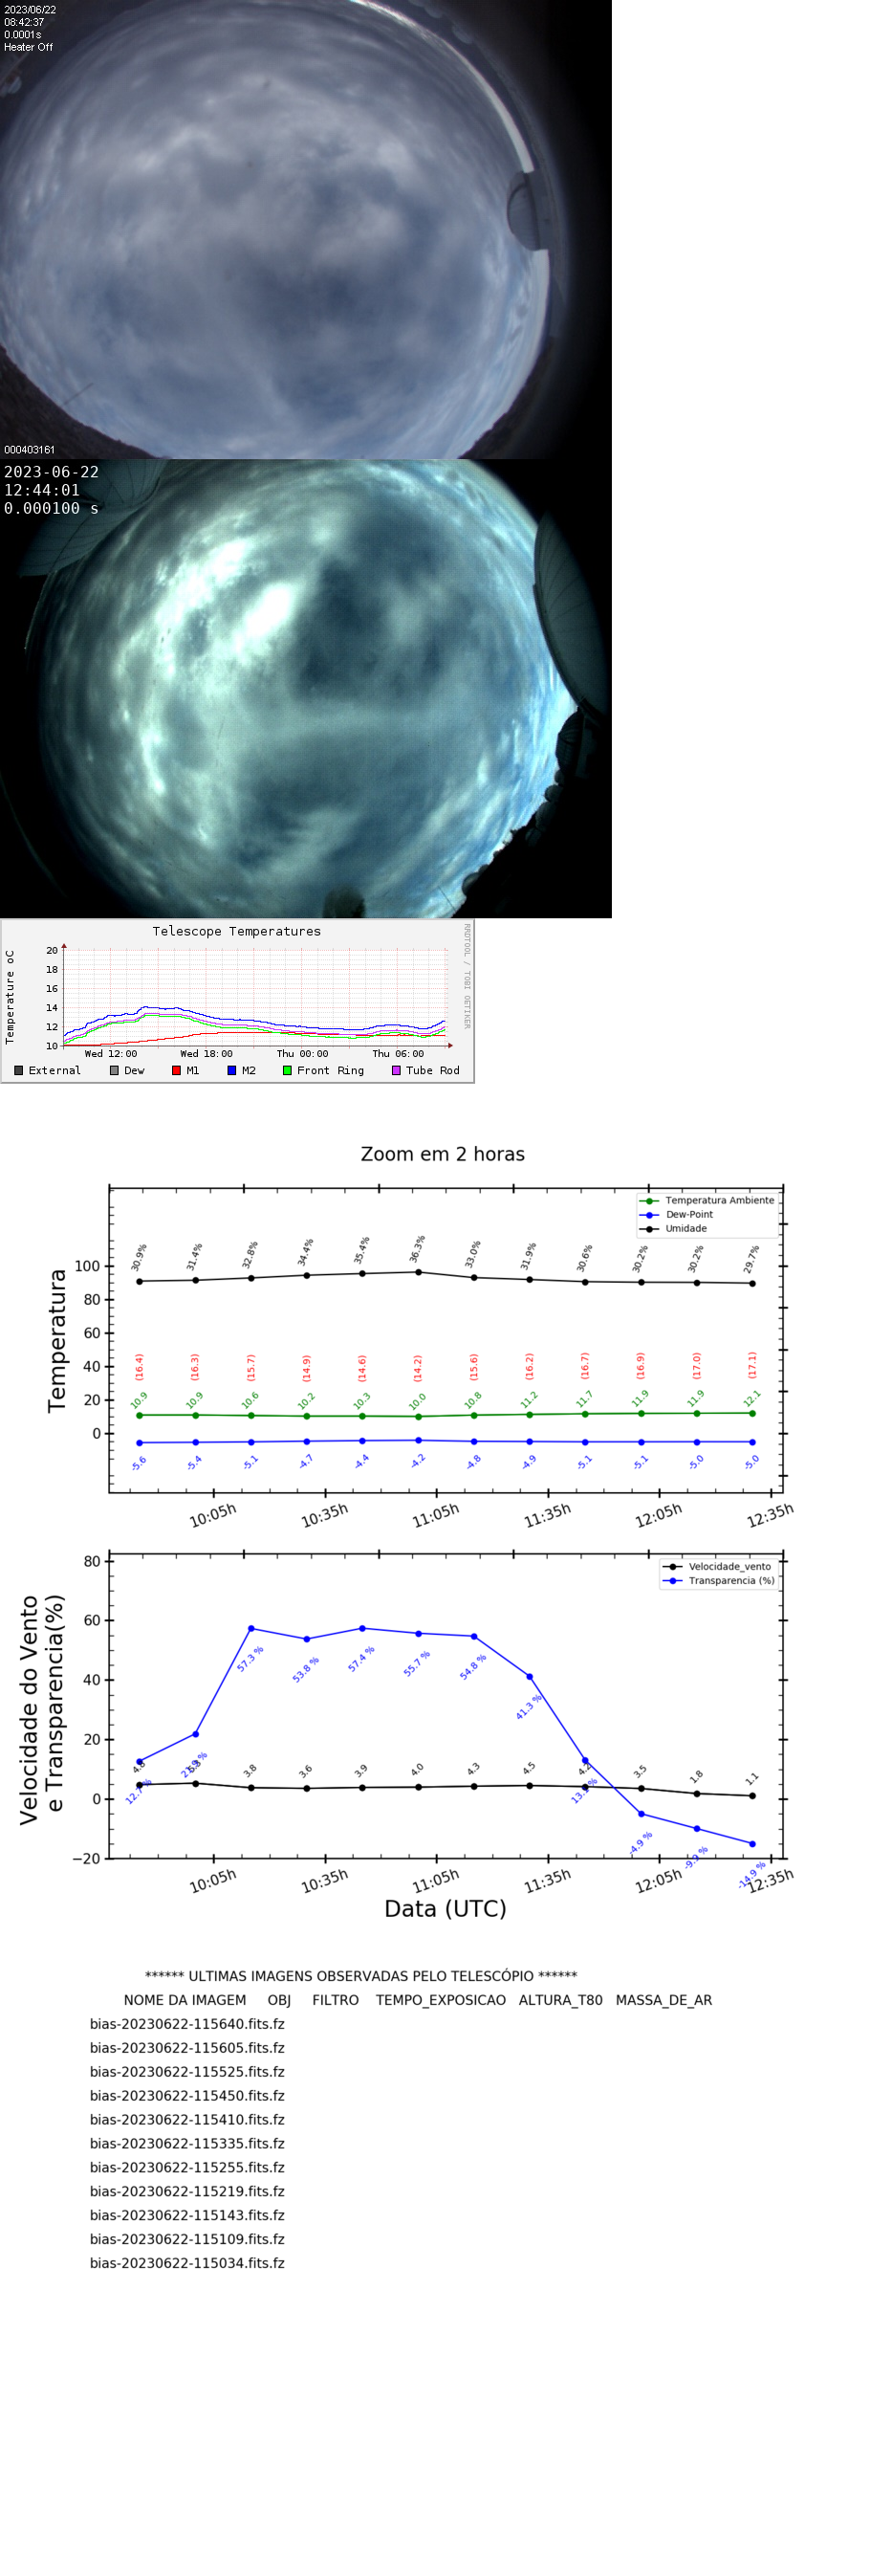 2023/06/22
08:42:37
0.0001s
Heater Off
000403161
2023-06-22
12:44:01
0.000100 s
Telescope Temperatures
RRDTOOL / TOBI OETIKER
Temperature oC
20
18
16
14
12
10
Wed 12:00 Wed 18:00 Thu 00:00 Thu 06:00
External Dew M1 M2 Front Ring Tube Rod
Zoom em 2 horas
Temperatura Ambiente
Dew-Point
Umidade
Temperatura
100
80
60
40
20
0
30.9% 31.4% 32.8% 34.4% 35.4% 36.3% 33.0% 31.9% 30.6% 30.2% 30.2% 29.7%
(16.4) (16.3) (15.7) (14.9) (14.6) (14.2) (15.6) (16.2) (16.7) (16.9) (17.0) (17.1)
10.9 10.9 10.6 10.2 10.3 10.0 10.8 11.2 11.7 11.9 11.9 12.1
-5.6 -5.4 -5.1 -4.7 -4.4 -4.2 -4.8 -4.9 -5.1 -5.1 -5.0 -5.0
10:05h 10:35h 11:05h 11:35h 12:05h 12:35h
Velocidade_vento
Transparencia (%)
Velocidade do Vento
e Transparencia(%)
80
60
40
20
0
−20
57.3 % 53.8 % 57.4 % 55.7 % 54.8 % 41.3 %
3.8 3.6 3.9 4.0 4.3 4.5 4.2 3.5 1.8 1.1
-4.9 % -9.9 % -14.9 %
10:05h 10:35h 11:05h 11:35h 12:05h 12:35h
Data (UTC)
****** ULTIMAS IMAGENS OBSERVADAS PELO TELESCÓPIO ******
NOME DA IMAGEM OBJ FILTRO TEMPO_EXPOSICAO ALTURA_T80 MASSA_DE_AR
bias-20230622-115640.fits.fz
bias-20230622-115605.fits.fz
bias-20230622-115525.fits.fz
bias-20230622-115450.fits.fz
bias-20230622-115410.fits.fz
bias-20230622-115335.fits.fz
bias-20230622-115255.fits.fz
bias-20230622-115219.fits.fz
bias-20230622-115143.fits.fz
bias-20230622-115109.fits.fz
bias-20230622-115034.fits.fz